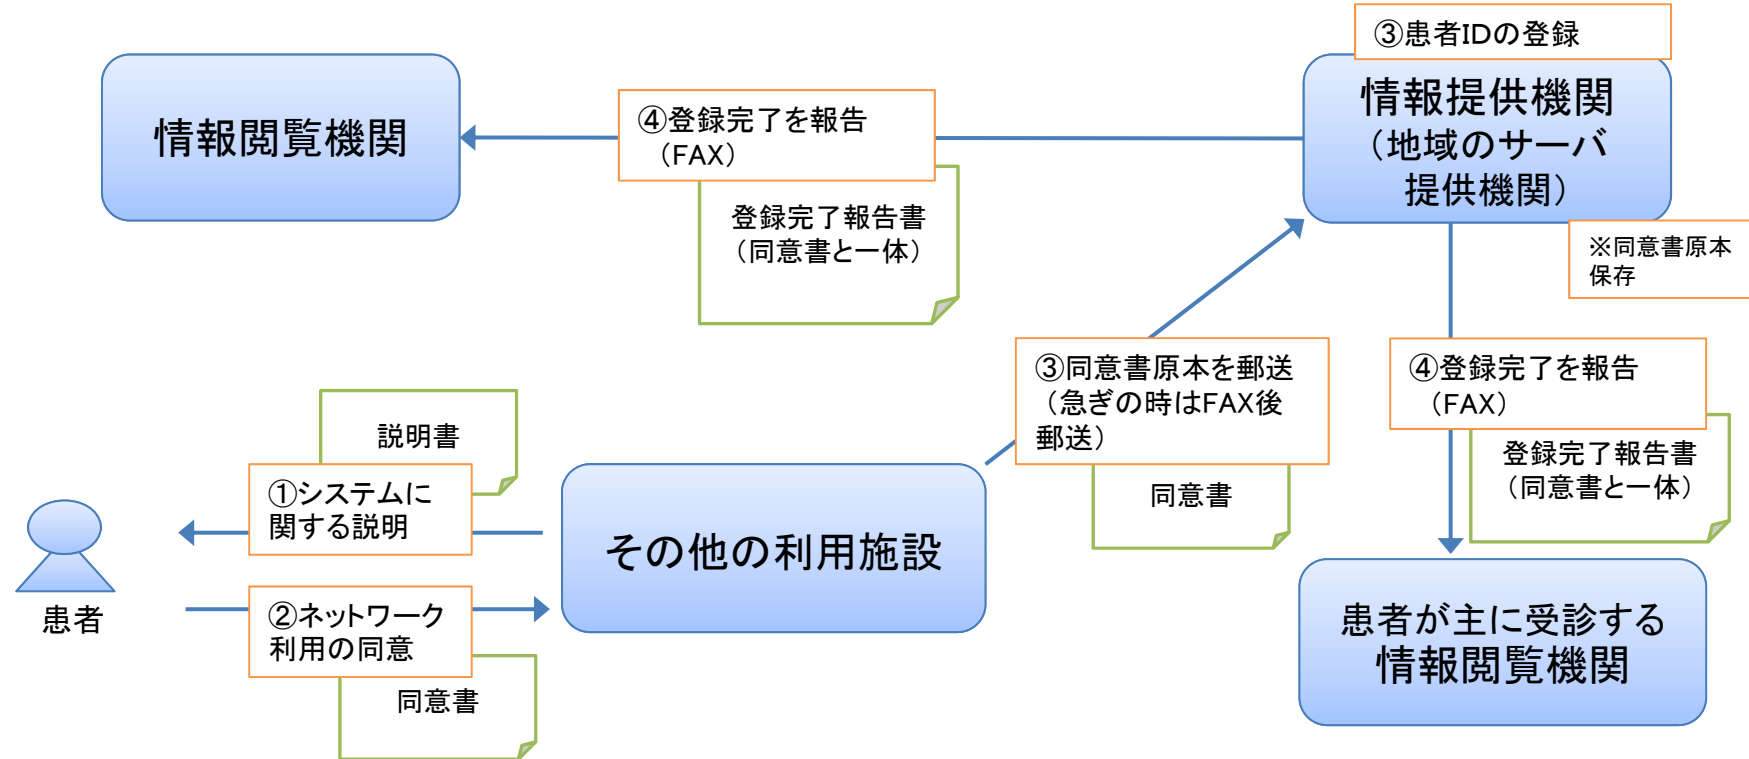 ③患者IDの登録
情報閲覧機関
④登録完了を報告
（FAX）
情報提供機関
（地域のサーバ
提供機関）
登録完了報告書
（同意書と一体）
※同意書原本
保存
③同意書原本を郵送
（急ぎの時はFAX後
郵送）
同意書
④登録完了を報告
（FAX）
登録完了報告書
（同意書と一体）
説明書
①システムに
関する説明
患者
②ネットワーク
利用の同意
同意書
その他の利用施設
患者が主に受診する
情報閲覧機関